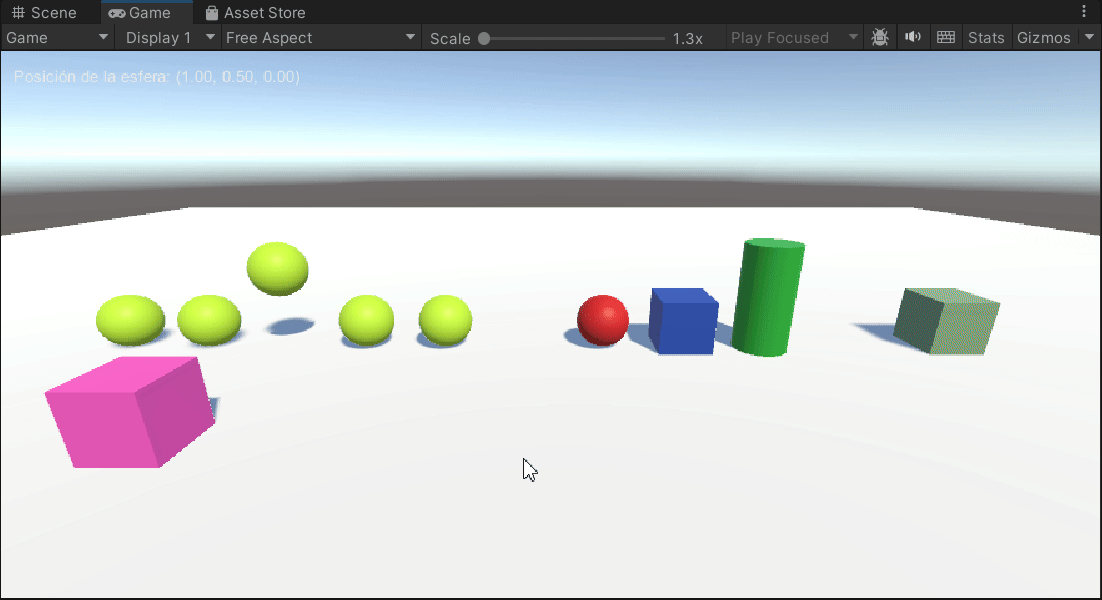 Scene Game Asset Store
Game Display 1 Free Aspect Scale 1.3x Play Focused Stats Gizmos
Posición de la esfera: (1.00, 0.50, 0.00)